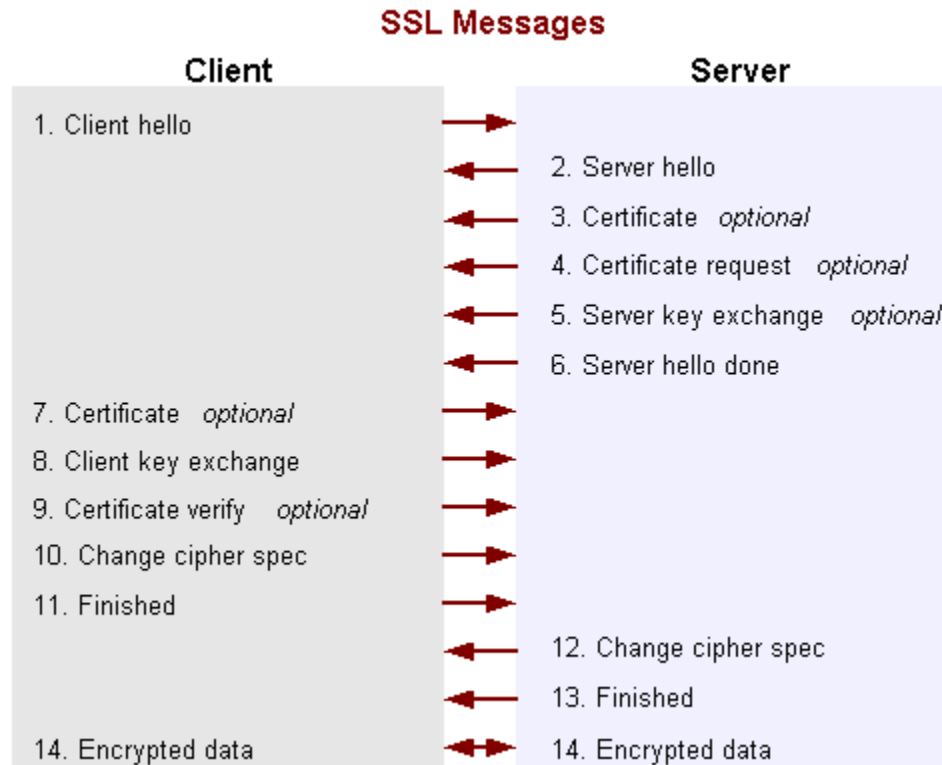 SSL Messages
Client Server
1. Client hello
2. Server hello
3. Certificate optional
4. Certificate request optional
5. Server key exchange optional
6. Server hello done
7. Certificate optional
8. Client key exchange
9. Certificate verify optional
10. Change cipher spec
11. Finished
12. Change cipher spec
13. Finished
14. Encrypted data 14. Encrypted data